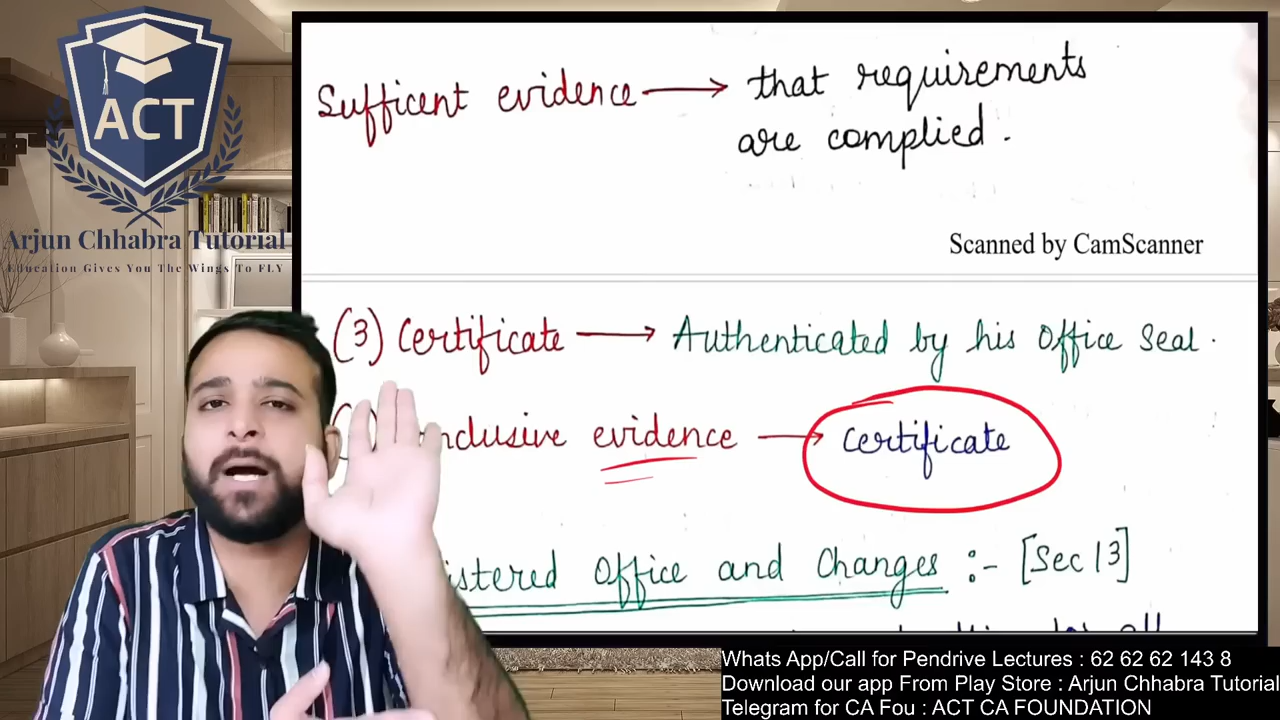 ACT
Arjun Chhabra Tutorial
Education Gives You The Wings To FLY
Sufficent evidence → that requirements
are complied.
Scanned by CamScanner
(3) Certificate → Authenticated by his Office Seal.
evidence → Certificate
Office and Changes :- [Sec 13]
Whats App/Call for Pendrive Lectures : 62 62 62 143 8
Download our app From Play Store : Arjun Chhabra Tutorial
Telegram for CA Fou : ACT CA FOUNDATION